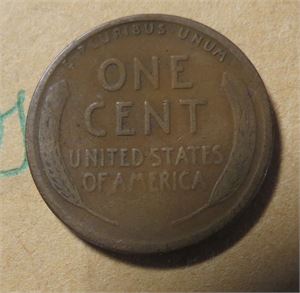 E PLURIBUS UNUM
ONE
CENT
UNITED STATES
OF AMERICA